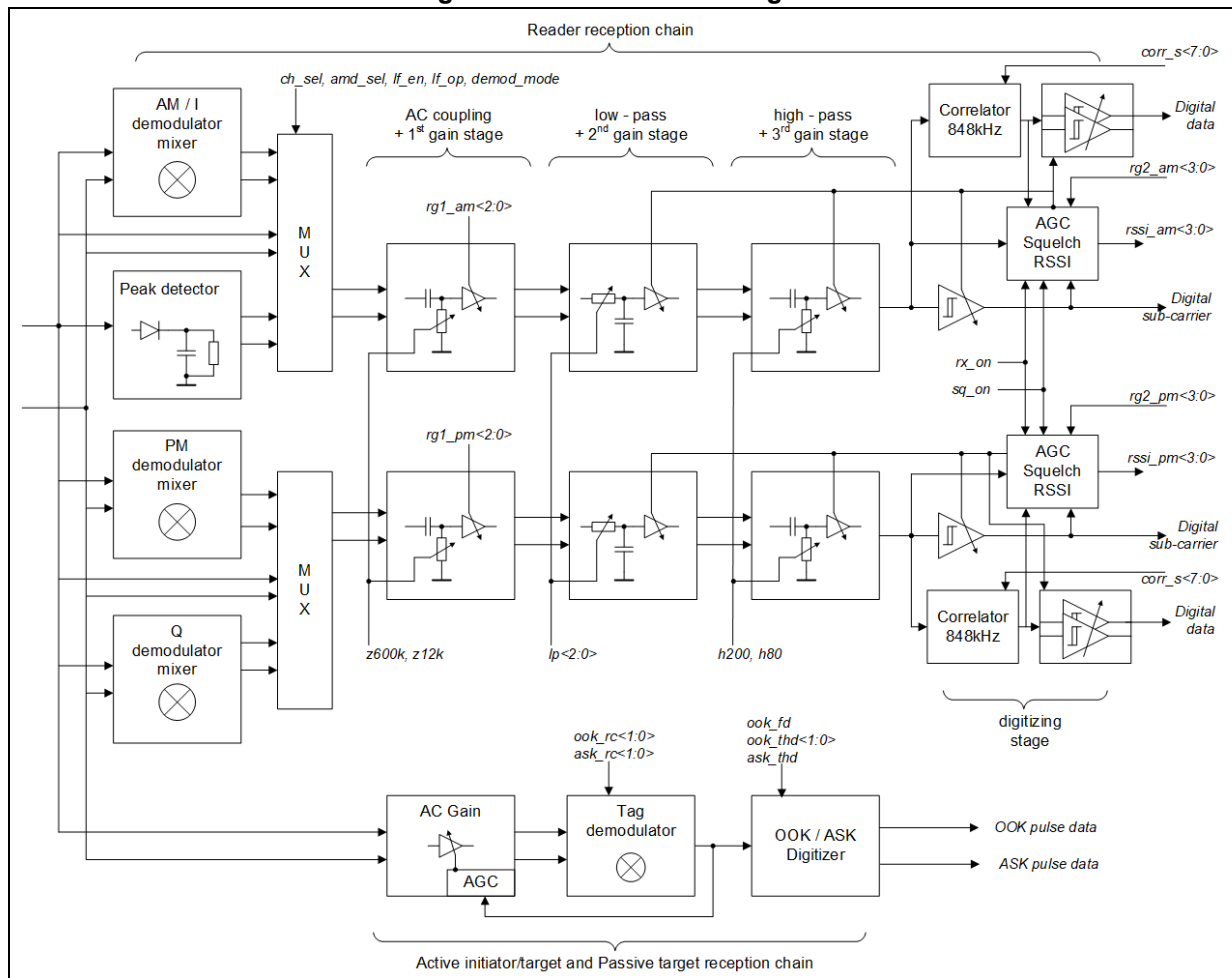 Reader reception chain
corr_s<7:0>
ch_sel, amd_sel, lf_en, lf_op, demod_mode
AM / I
demodulator
mixer
AC coupling
+ 1st gain stage
low - pass
+ 2nd gain stage
high - pass
+ 3rd gain stage
Correlator
848kHz
Digital
data
rg2_am<3:0>
rg1_am<2:0>
M
U
X
AGC
Squelch
RSSI
rssi_am<3:0>
Peak detector
Digital
sub-carrier
rx_on
sq_on
rg2_pm<3:0>
PM
demodulator
mixer
rg1_pm<2:0>
AGC
Squelch
RSSI
rssi_pm<3:0>
Digital
sub-carrier
M
U
X
corr_s<7:0>
Correlator
848kHz
Digital
data
Q
demodulator
mixer
z600k, z12k
lp<2:0>
h200, h80
digitizing
stage
ook_rc<1:0>
ask_rc<1:0>
ook_fd
ook_thd<1:0>
ask_thd
AC Gain
AGC
Tag
demodulator
OOK / ASK
Digitizer
OOK pulse data
ASK pulse data
Active initiator/target and Passive target reception chain